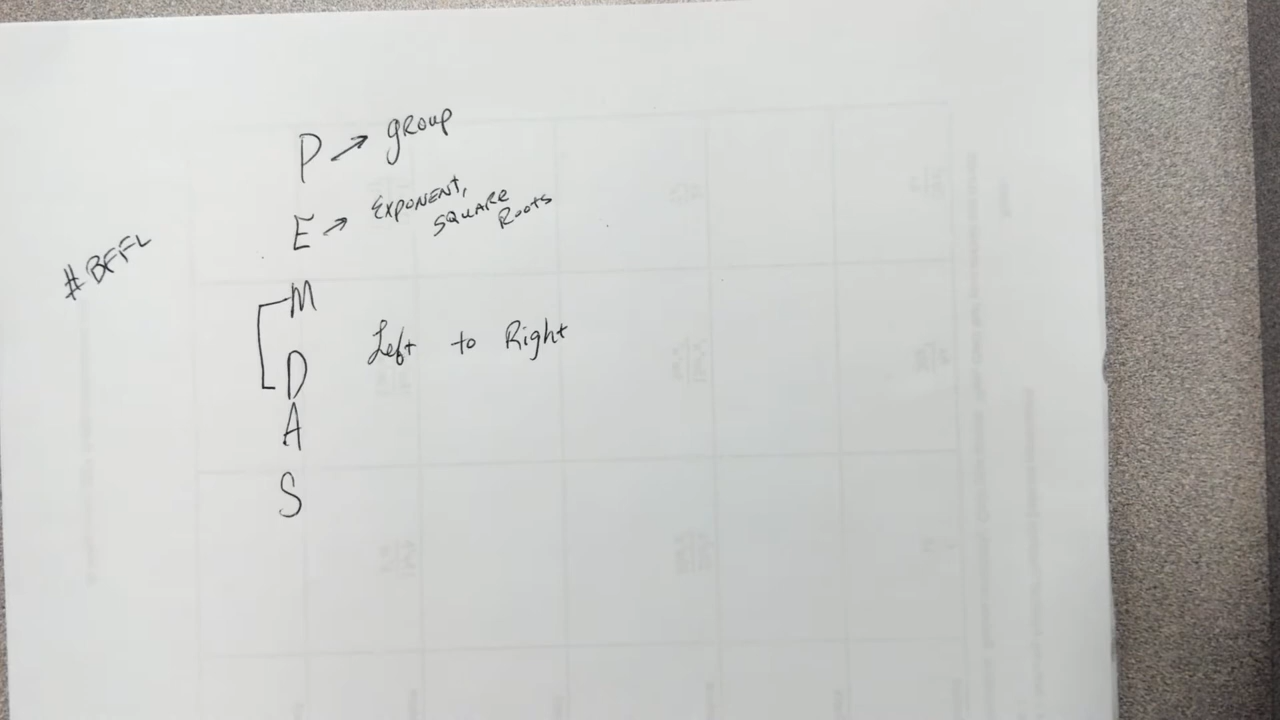 P → group
E → EXPONENT,
SQUARE
Roots
#BFFL
M
Left to Right
D
A
S